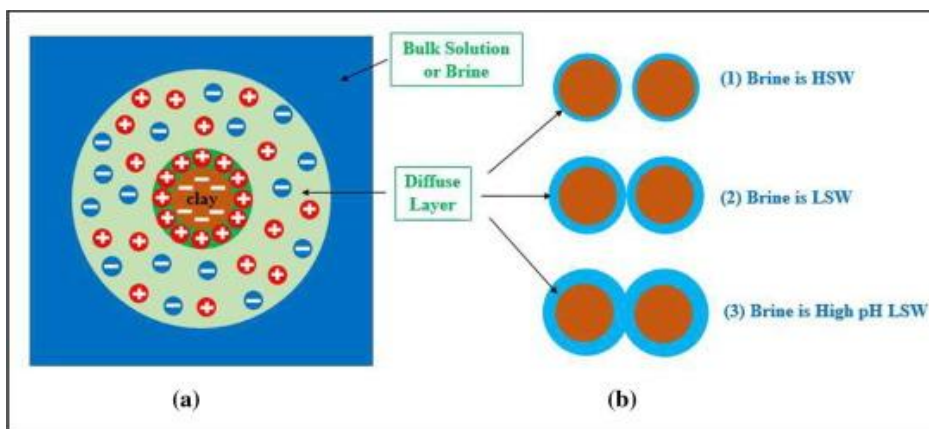 Bulk Solution
or Brine
clay
Diffuse
Layer
(1) Brine is HSW
(2) Brine is LSW
(3) Brine is High pH LSW
(a)
(b)